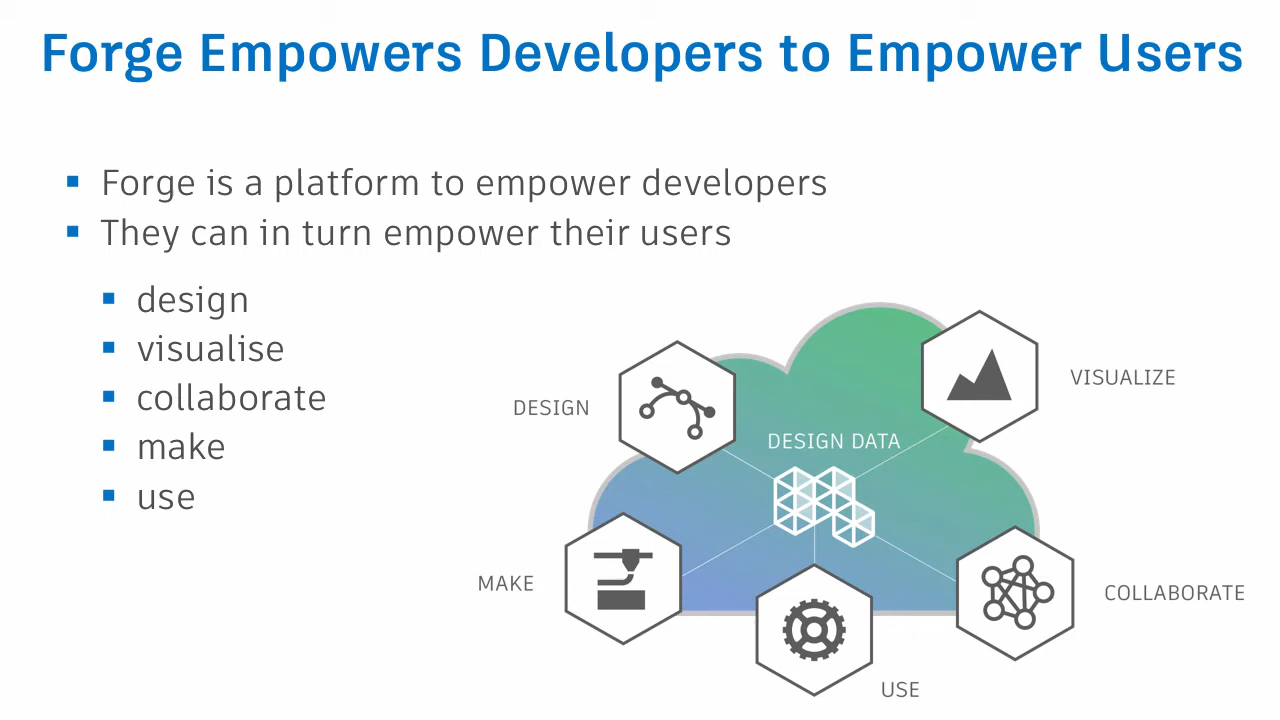 Forge Empowers Developers to Empower Users
Forge is a platform to empower developers
They can in turn empower their users
design
visualise
collaborate
make
use
VISUALIZE
DESIGN
DESIGN DATA
MAKE
COLLABORATE
USE